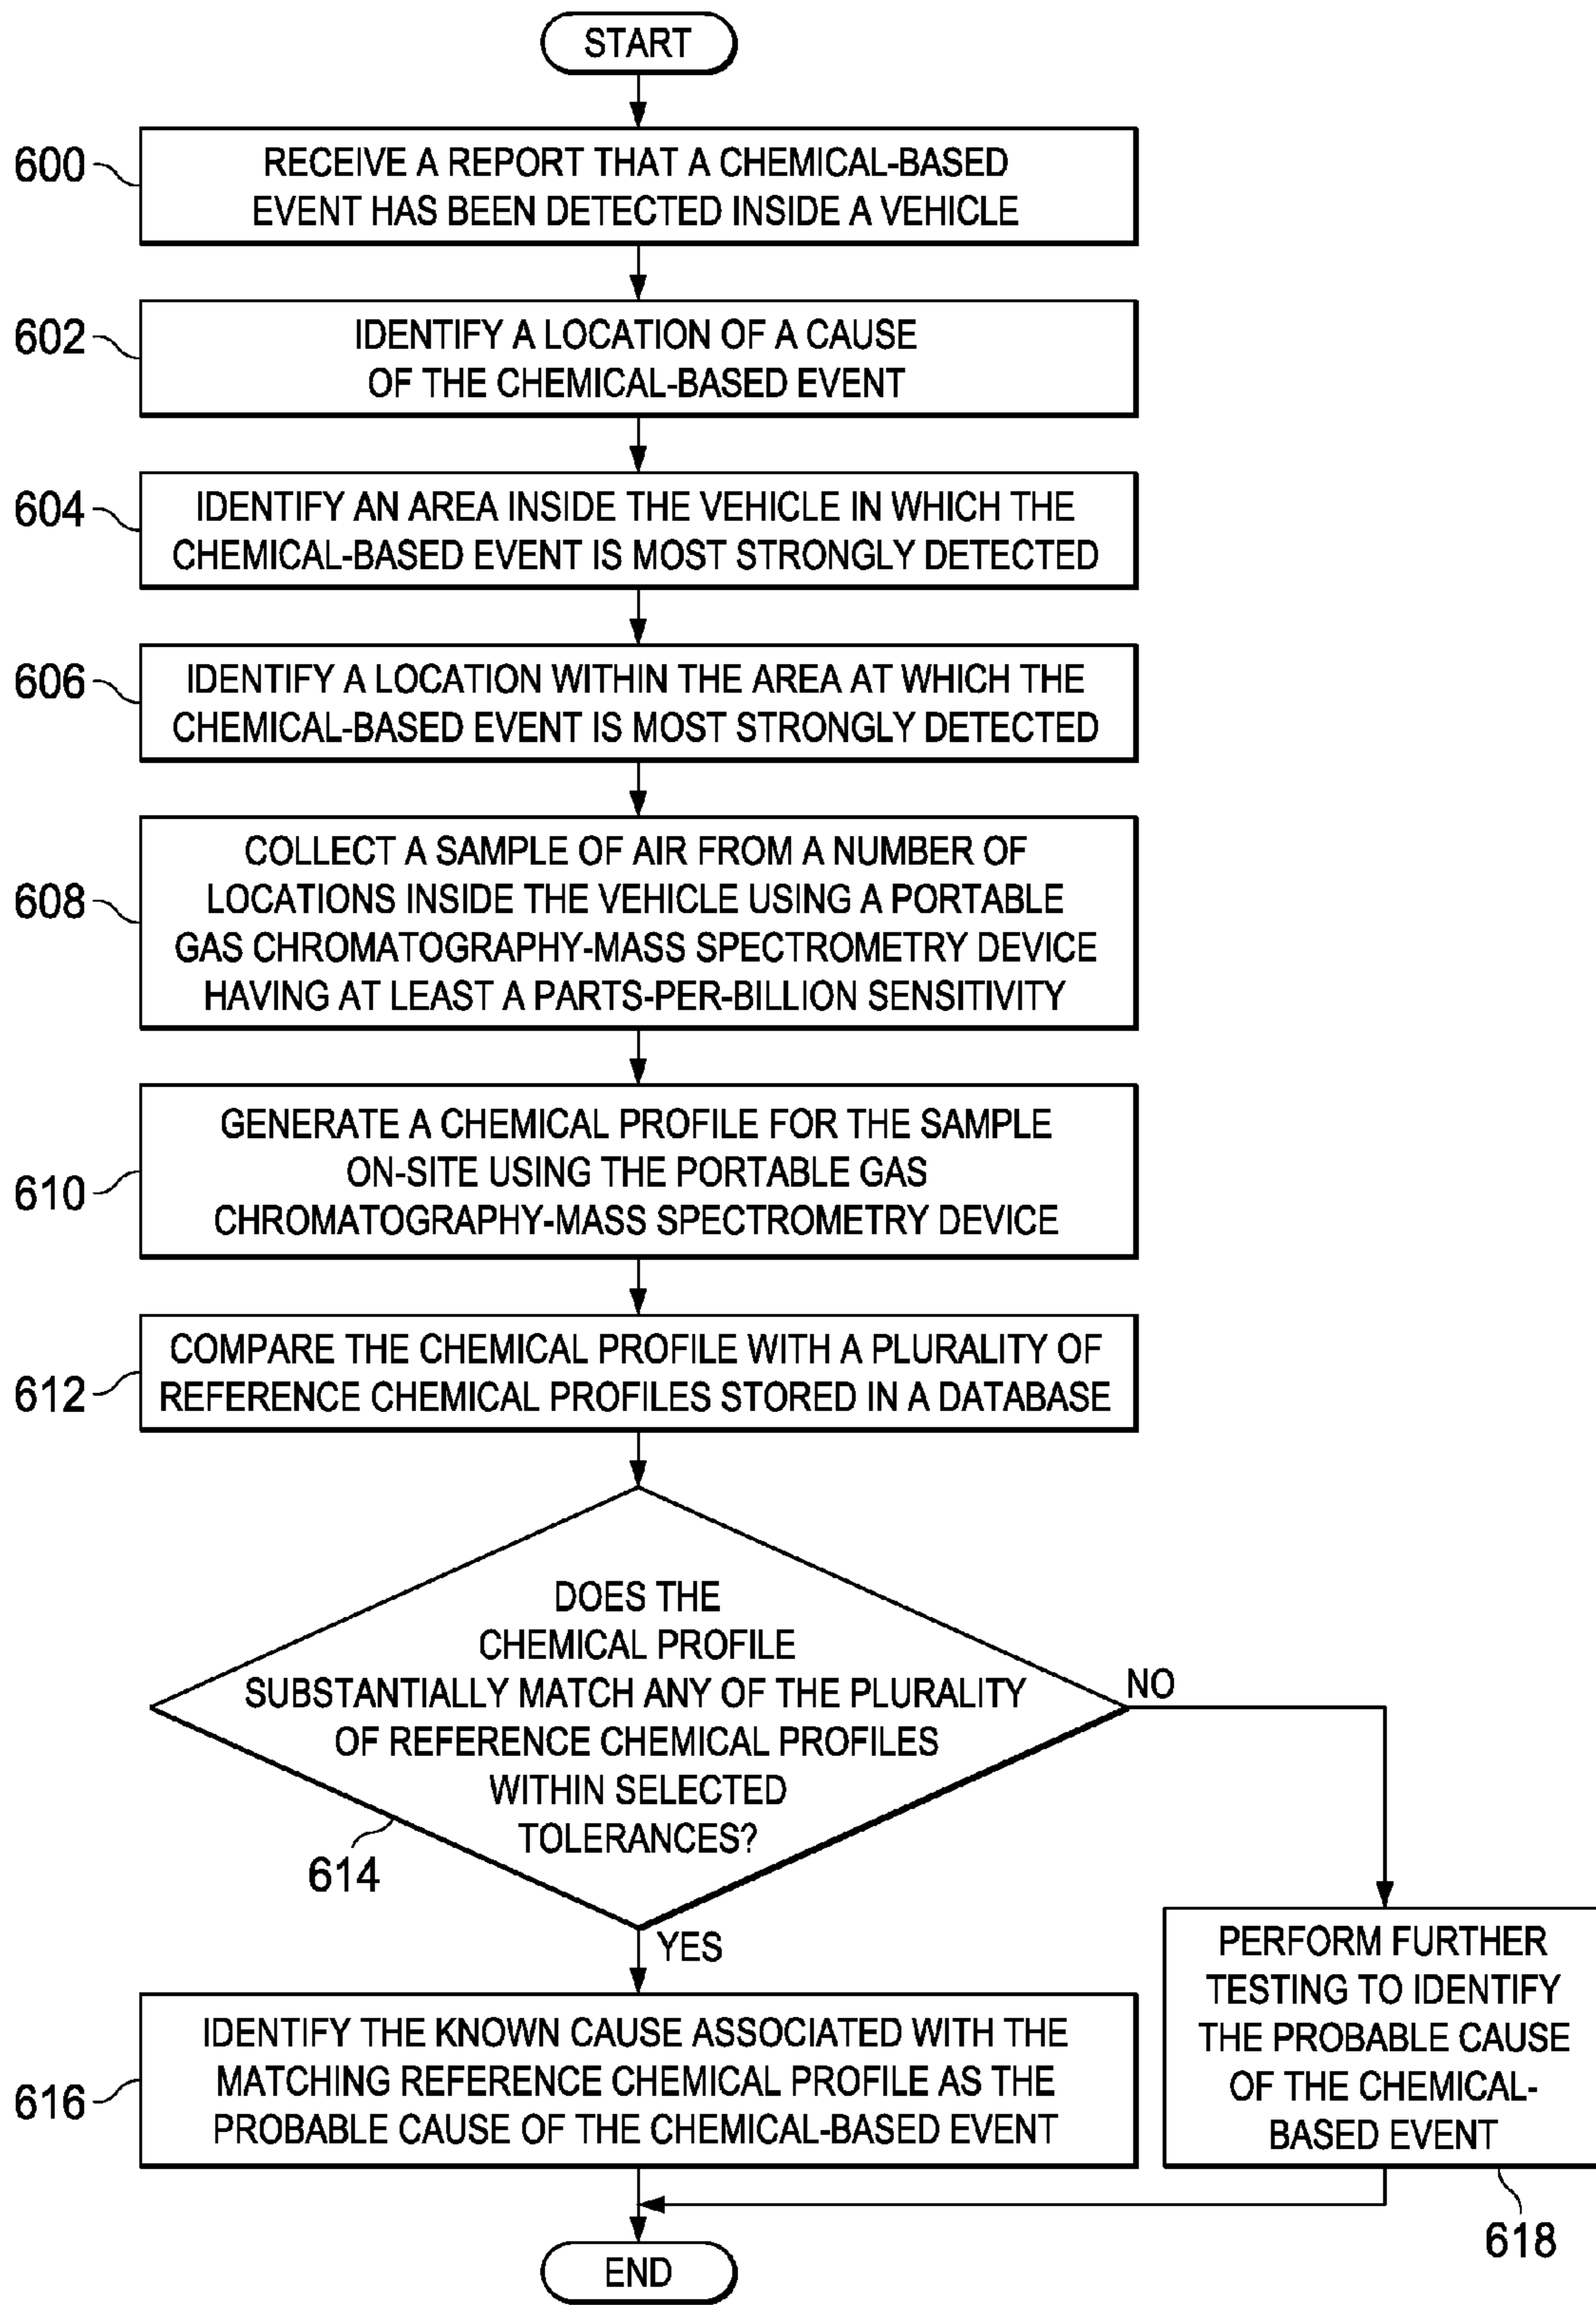 START
600
RECEIVE A REPORT THAT A CHEMICAL-BASED
EVENT HAS BEEN DETECTED INSIDE A VEHICLE
602
IDENTIFY A LOCATION OF A CAUSE
OF THE CHEMICAL-BASED EVENT
604
IDENTIFY AN AREA INSIDE THE VEHICLE IN WHICH THE
CHEMICAL-BASED EVENT IS MOST STRONGLY DETECTED
606
IDENTIFY A LOCATION WITHIN THE AREA AT WHICH THE
CHEMICAL-BASED EVENT IS MOST STRONGLY DETECTED
608
COLLECT A SAMPLE OF AIR FROM A NUMBER OF
LOCATIONS INSIDE THE VEHICLE USING A PORTABLE
GAS CHROMATOGRAPHY-MASS SPECTROMETRY DEVICE
HAVING AT LEAST A PARTS-PER-BILLION SENSITIVITY
610
GENERATE A CHEMICAL PROFILE FOR THE SAMPLE
ON-SITE USING THE PORTABLE GAS
CHROMATOGRAPHY-MASS SPECTROMETRY DEVICE
612
COMPARE THE CHEMICAL PROFILE WITH A PLURALITY OF
REFERENCE CHEMICAL PROFILES STORED IN A DATABASE
DOES THE
CHEMICAL PROFILE
SUBSTANTIALLY MATCH ANY OF THE PLURALITY
OF REFERENCE CHEMICAL PROFILES
WITHIN SELECTED
TOLERANCES?
614
NO
YES
616
IDENTIFY THE KNOWN CAUSE ASSOCIATED WITH THE
MATCHING REFERENCE CHEMICAL PROFILE AS THE
PROBABLE CAUSE OF THE CHEMICAL-BASED EVENT
PERFORM FURTHER
TESTING TO IDENTIFY
THE PROBABLE CAUSE
OF THE CHEMICAL-
BASED EVENT
618
END